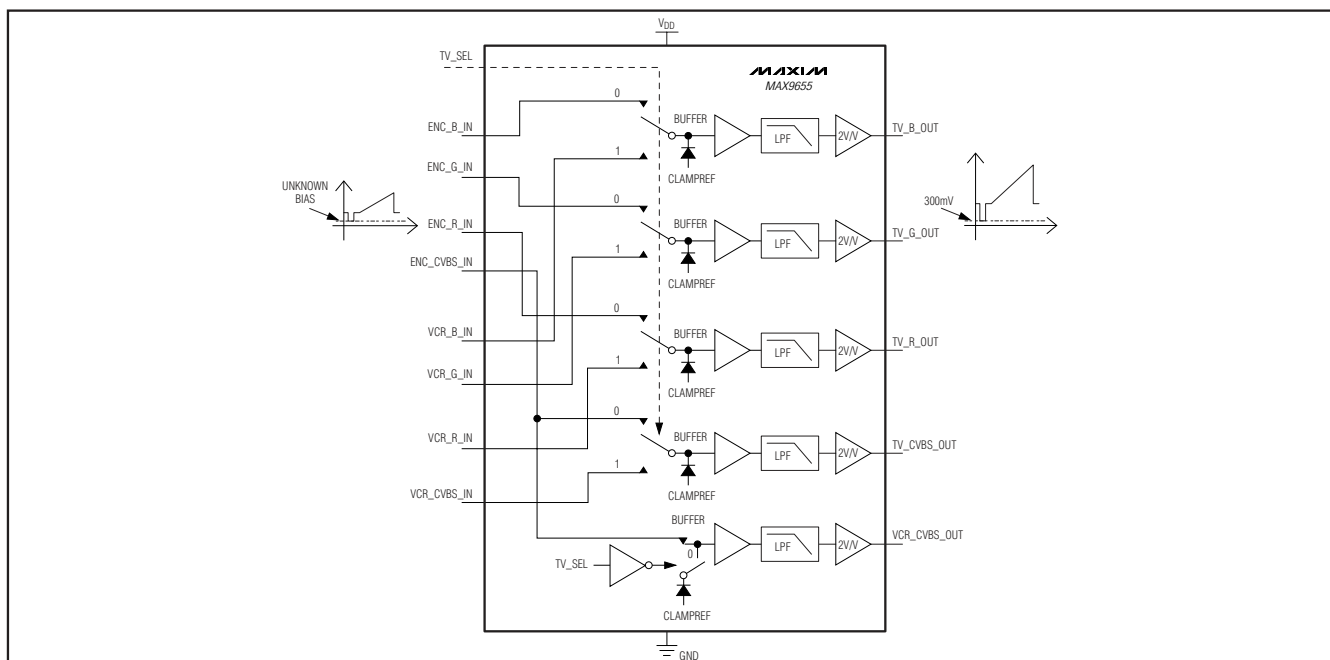 VDD
TV_SEL
MAXIM
MAX9655
0
BUFFER
ENC_B_IN
LPF
2V/V
TV_B_OUT
1
ENC_G_IN
CLAMPREF
UNKNOWN
BIAS
300mV
0
BUFFER
ENC_R_IN
LPF
2V/V
TV_G_OUT
1
ENC_CVBS_IN
CLAMPREF
0
VCR_B_IN
BUFFER
LPF
2V/V
TV_R_OUT
1
VCR_G_IN
CLAMPREF
0
VCR_R_IN
BUFFER
LPF
2V/V
TV_CVBS_OUT
1
VCR_CVBS_IN
CLAMPREF
BUFFER
LPF
2V/V
VCR_CVBS_OUT
0
TV_SEL
CLAMPREF
GND